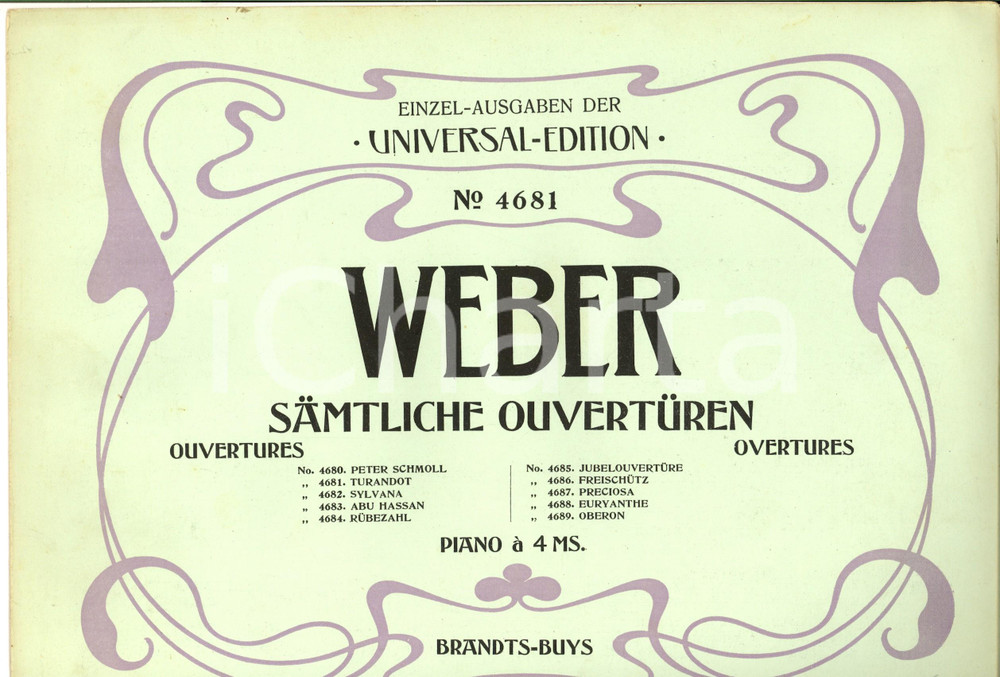 EINZEL-AUSGABEN DER
· UNIVERSAL-EDITION ·
No 4681
WEBER
SÄMTLICHE OUVERTÜREN
OUVERTURES
OVERTURES
No. 4680. PETER SCHMOLL
„ 4681. TURANDOT
„ 4682. SYLVANA
„ 4683. ABU HASSAN
„ 4684. RÜBEZAHL
No. 4685. JUBELOUVERTÜRE
„ 4686. FREISCHÜTZ
„ 4687. PRECIOSA
„ 4688. EURYANTHE
„ 4689. OBERON
PIANO à 4 MS.
BRANDTS-BUYS
iCharta